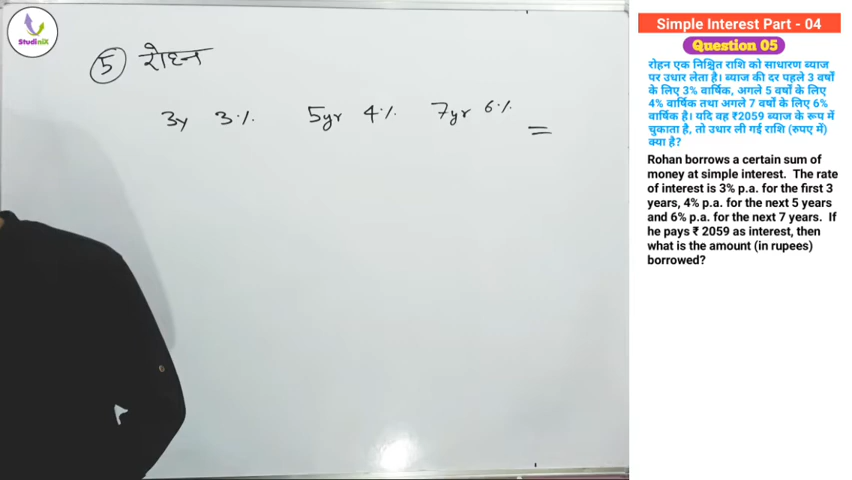 StudiniX
Simple Interest Part - 04
Question 05
रोहन एक निश्चित राशि को साधारण ब्याज
पर उधार लेता है। ब्याज की दर पहले 3 वर्षों
के लिए 3% वार्षिक, अगले 5 वर्षों के लिए
4% वार्षिक तथा अगले 7 वर्षों के लिए 6%
वार्षिक है। यदि वह ₹2059 ब्याज के रूप में
चुकाता है, तो उधार ली गई राशि (रुपए में)
क्या है?
Rohan borrows a certain sum of
money at simple interest. The rate
of interest is 3% p.a. for the first 3
years, 4% p.a. for the next 5 years
and 6% p.a. for the next 7 years. If
he pays ₹ 2059 as interest, then
what is the amount (in rupees)
borrowed?
5 रोहन
3y 3% 5yr 4% 7yr 6% =